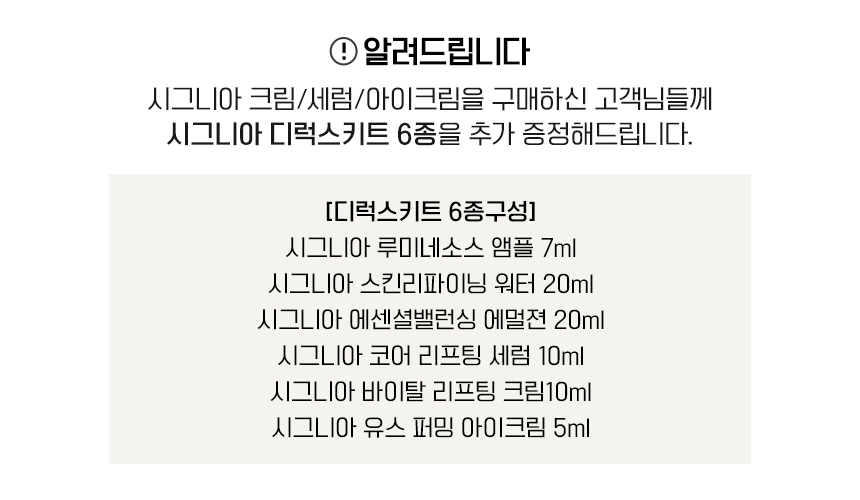 알려드립니다
시그니아 크림/세럼/아이크림을 구매하신 고객님들께
시그니아 디럭스키트 6종을 추가 증정해드립니다.
[디럭스키트 6종구성]
시그니아 루미네소스 앰플 7ml
시그니아 스킨리파이닝 워터 20ml
시그니아 에센셜밸런싱 에멀젼 20ml
시그니아 코어 리프팅 세럼 10ml
시그니아 바이탈 리프팅 크림10ml
시그니아 유스 퍼밍 아이크림 5ml